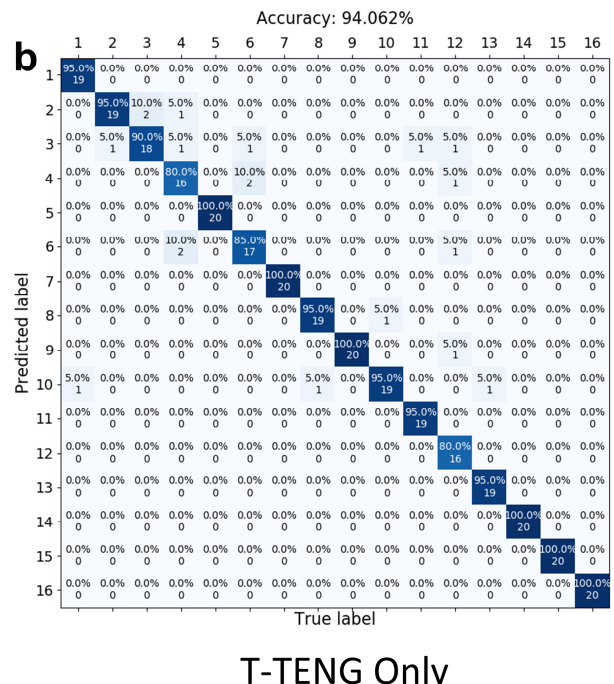 Accuracy: 94.062%
b
1 2 3 4 5 6 7 8 9 10 11 12 13 14 15 16
1 95.0% 0.0% 0.0% 0.0% 0.0% 0.0% 0.0% 0.0% 0.0% 0.0% 0.0% 0.0% 0.0% 0.0% 0.0% 0.0%
19 0 0 0 0 0 0 0 0 0 0 0 0 0 0 0
2 0.0% 95.0% 10.0% 5.0% 0.0% 0.0% 0.0% 0.0% 0.0% 0.0% 0.0% 0.0% 0.0% 0.0% 0.0% 0.0%
0 19 2 1 0 0 0 0 0 0 0 0 0 0 0 0
3 0.0% 5.0% 90.0% 5.0% 0.0% 5.0% 0.0% 0.0% 0.0% 0.0% 5.0% 5.0% 0.0% 0.0% 0.0% 0.0%
0 1 18 1 0 1 0 0 0 0 1 1 0 0 0 0
4 0.0% 0.0% 0.0% 80.0% 0.0% 10.0% 0.0% 0.0% 0.0% 0.0% 0.0% 5.0% 0.0% 0.0% 0.0% 0.0%
0 0 0 16 0 2 0 0 0 0 0 1 0 0 0 0
5 0.0% 0.0% 0.0% 0.0% 100.0% 0.0% 0.0% 0.0% 0.0% 0.0% 0.0% 0.0% 0.0% 0.0% 0.0% 0.0%
0 0 0 0 20 0 0 0 0 0 0 0 0 0 0 0
6 0.0% 0.0% 0.0% 10.0% 0.0% 85.0% 0.0% 0.0% 0.0% 0.0% 0.0% 5.0% 0.0% 0.0% 0.0% 0.0%
0 0 0 2 0 17 0 0 0 0 0 1 0 0 0 0
7 0.0% 0.0% 0.0% 0.0% 0.0% 0.0% 100.0% 0.0% 0.0% 0.0% 0.0% 0.0% 0.0% 0.0% 0.0% 0.0%
0 0 0 0 0 0 20 0 0 0 0 0 0 0 0 0
8 0.0% 0.0% 0.0% 0.0% 0.0% 0.0% 0.0% 95.0% 0.0% 5.0% 0.0% 0.0% 0.0% 0.0% 0.0% 0.0%
0 0 0 0 0 0 0 19 0 1 0 0 0 0 0 0
9 0.0% 0.0% 0.0% 0.0% 0.0% 0.0% 0.0% 0.0% 100.0% 0.0% 0.0% 5.0% 0.0% 0.0% 0.0% 0.0%
0 0 0 0 0 0 0 0 20 0 0 1 0 0 0 0
10 5.0% 0.0% 0.0% 0.0% 0.0% 0.0% 0.0% 5.0% 0.0% 95.0% 0.0% 0.0% 5.0% 0.0% 0.0% 0.0%
1 0 0 0 0 0 0 1 0 19 0 0 1 0 0 0
11 0.0% 0.0% 0.0% 0.0% 0.0% 0.0% 0.0% 0.0% 0.0% 0.0% 95.0% 0.0% 0.0% 0.0% 0.0% 0.0%
0 0 0 0 0 0 0 0 0 0 19 0 0 0 0 0
12 0.0% 0.0% 0.0% 0.0% 0.0% 0.0% 0.0% 0.0% 0.0% 0.0% 0.0% 80.0% 0.0% 0.0% 0.0% 0.0%
0 0 0 0 0 0 0 0 0 0 0 16 0 0 0 0
13 0.0% 0.0% 0.0% 0.0% 0.0% 0.0% 0.0% 0.0% 0.0% 0.0% 0.0% 0.0% 95.0% 0.0% 0.0% 0.0%
0 0 0 0 0 0 0 0 0 0 0 0 19 0 0 0
14 0.0% 0.0% 0.0% 0.0% 0.0% 0.0% 0.0% 0.0% 0.0% 0.0% 0.0% 0.0% 0.0% 100.0% 0.0% 0.0%
0 0 0 0 0 0 0 0 0 0 0 0 0 20 0 0
15 0.0% 0.0% 0.0% 0.0% 0.0% 0.0% 0.0% 0.0% 0.0% 0.0% 0.0% 0.0% 0.0% 0.0% 100.0% 0.0%
0 0 0 0 0 0 0 0 0 0 0 0 0 0 20 0
16 0.0% 0.0% 0.0% 0.0% 0.0% 0.0% 0.0% 0.0% 0.0% 0.0% 0.0% 0.0% 0.0% 0.0% 0.0% 100.0%
0 0 0 0 0 0 0 0 0 0 0 0 0 0 0 20
Predicted label
True label
T-TENG Only